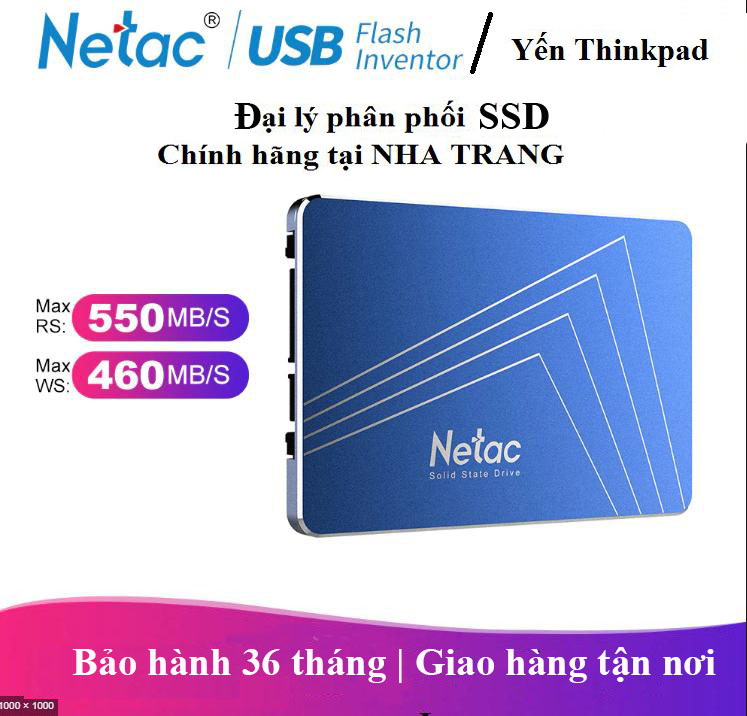 Netac® | USB Flash Inventor / Yến Thinkpad
Đại lý phân phối SSD
Chính hãng tại NHA TRANG
Max RS: 550MB/S
Max WS: 460MB/S
Netac
Solid State Drive
Bảo hành 36 tháng | Giao hàng tận nơi
1000 × 1000